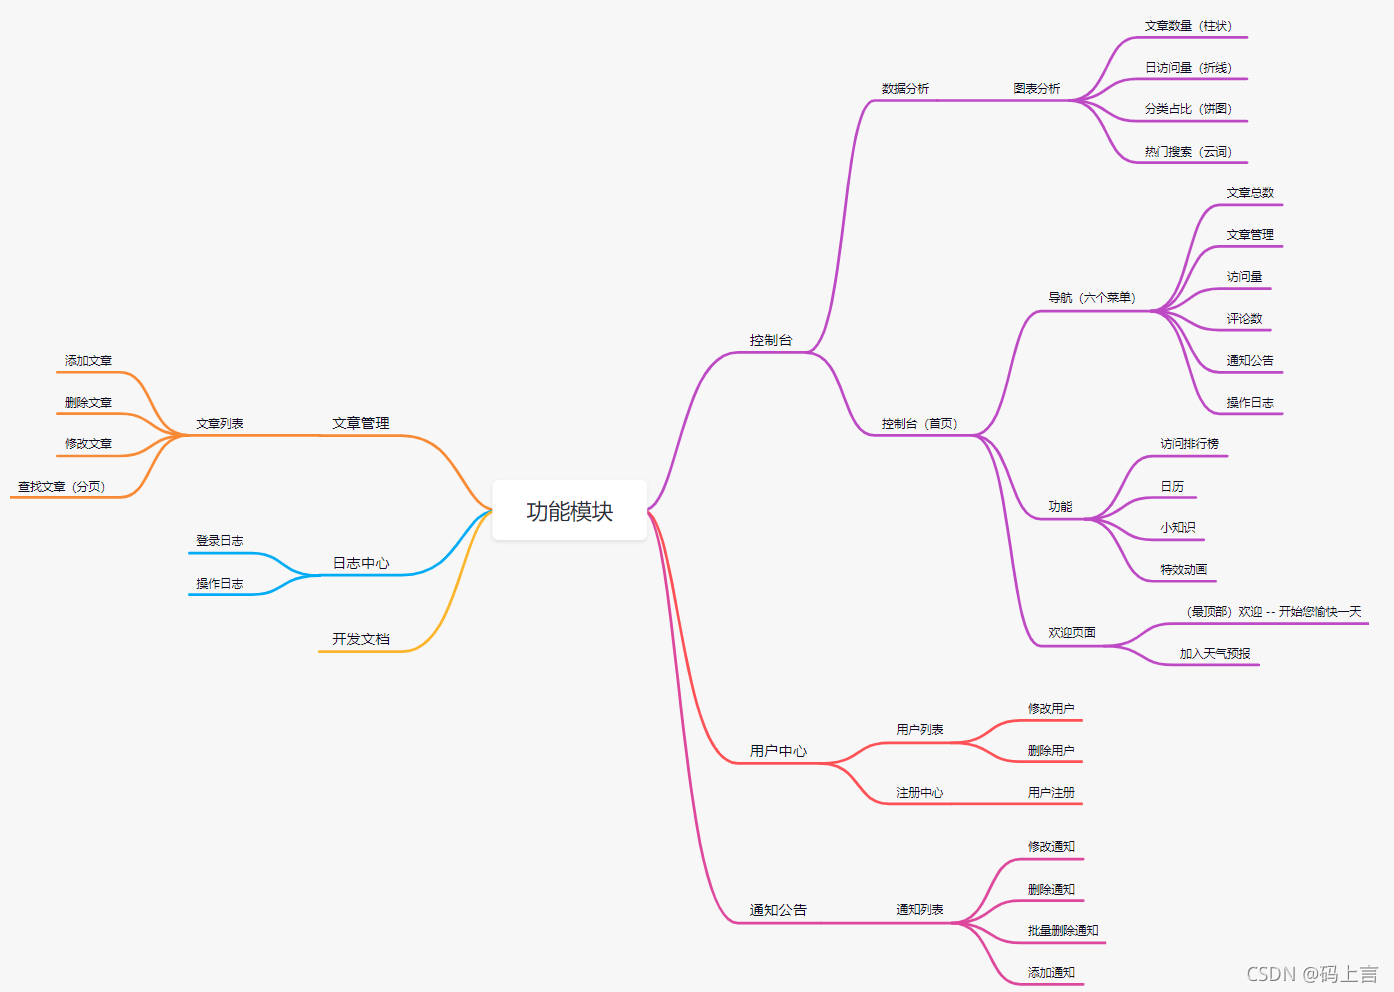 功能模块
控制台
数据分析
图表分析
文章数量（柱状）
日访问量（折线）
分类占比（饼图）
热门搜索（云词）
控制台（首页）
导航（六个菜单）
文章总数
文章管理
访问量
评论数
通知公告
操作日志
功能
访问排行榜
日历
小知识
特效动画
欢迎页面
（最顶部）欢迎 -- 开始您愉快一天
加入天气预报
用户中心
用户列表
修改用户
删除用户
注册中心
用户注册
通知公告
通知列表
修改通知
删除通知
批量删除通知
添加通知
文章管理
文章列表
添加文章
删除文章
修改文章
查找文章（分页）
日志中心
登录日志
操作日志
开发文档
CSDN @码上言